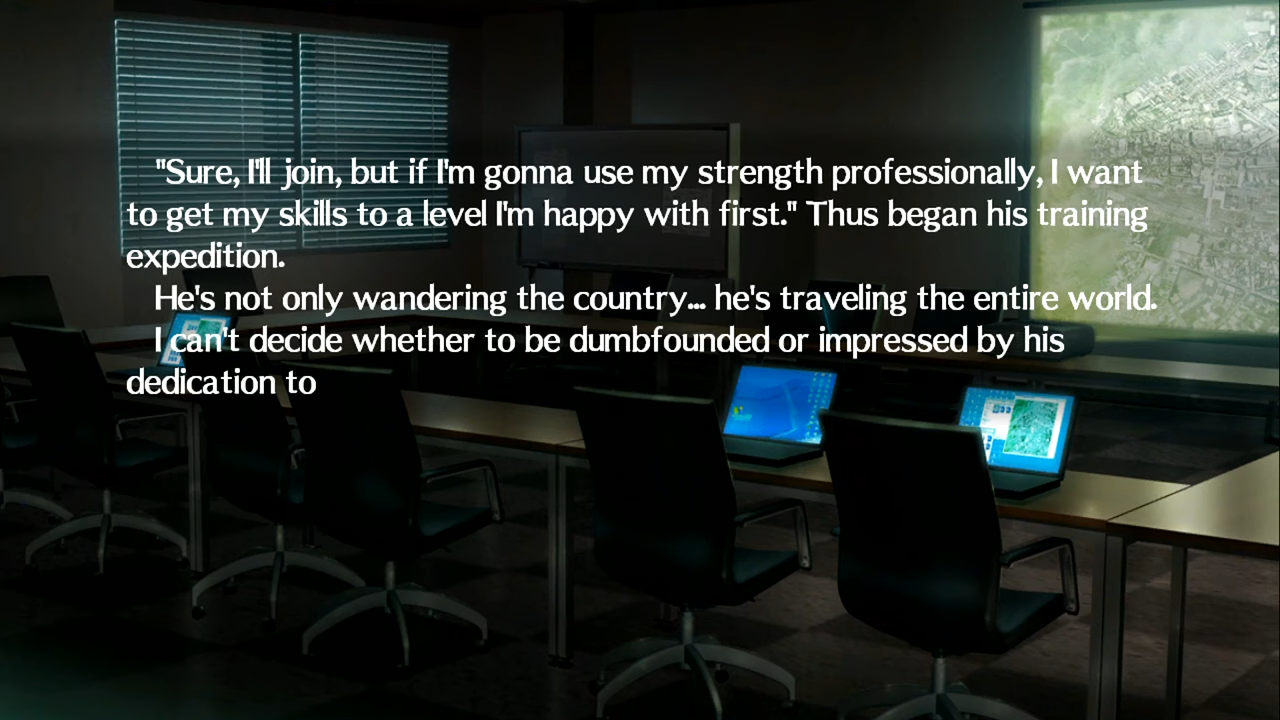 "Sure, I'll join, but if I'm gonna use my strength professionally, I want
to get my skills to a level I'm happy with first." Thus began his training
expedition.
He's not only wandering the country... he's traveling the entire world.
I can't decide whether to be dumbfounded or impressed by his
dedication to